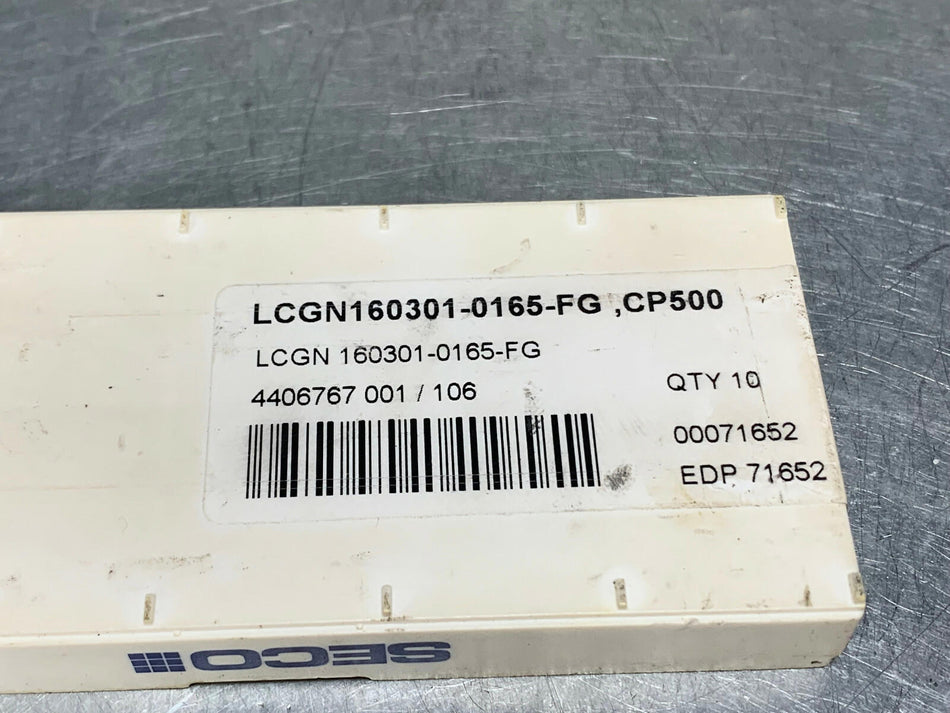 LCGN160301-0165-FG ,CP500
LCGN 160301-0165-FG
4406767 001 / 106
QTY 10
00071652
EDP 71652
SECO